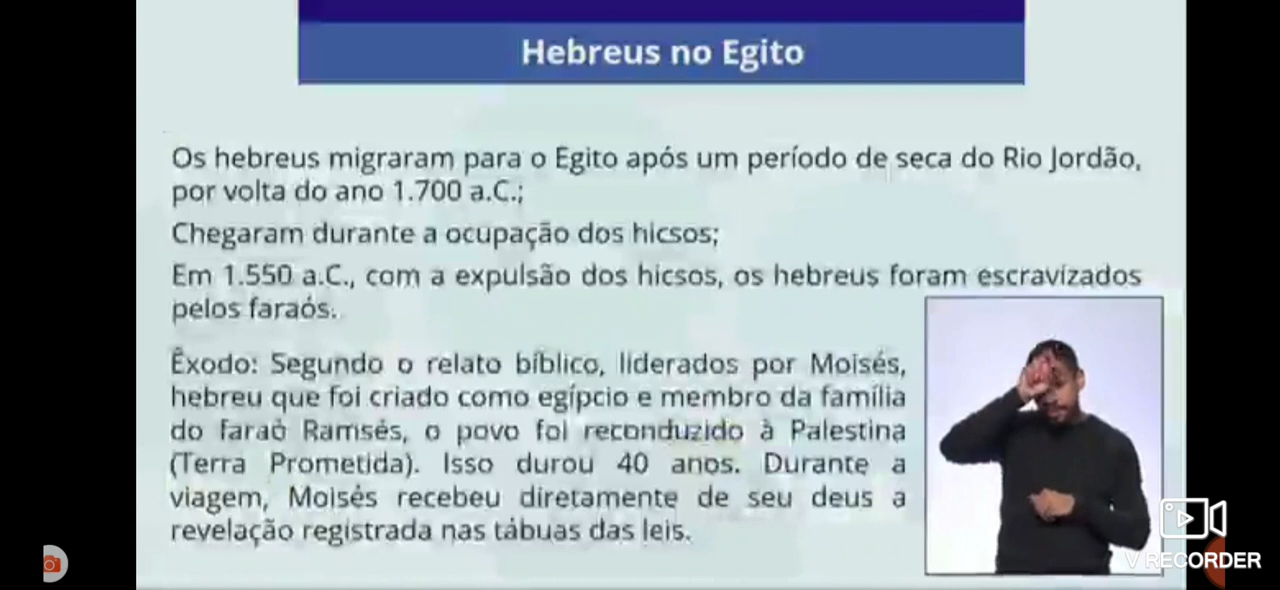 Hebreus no Egito
Os hebreus migraram para o Egito após um período de seca do Rio Jordão,
por volta do ano 1.700 a.C.;
Chegaram durante a ocupação dos hicsos;
Em 1.550 a.C., com a expulsão dos hicsos, os hebreus foram escravizados
pelos faraós.
Êxodo: Segundo o relato bíblico, liderados por Moisés,
hebreu que foi criado como egípcio e membro da família
do faraó Ramsés, o povo foi reconduzido à Palestina
(Terra Prometida). Isso durou 40 anos. Durante a
viagem, Moisés recebeu diretamente de seu deus a
revelação registrada nas tábuas das leis.
V RECORDER